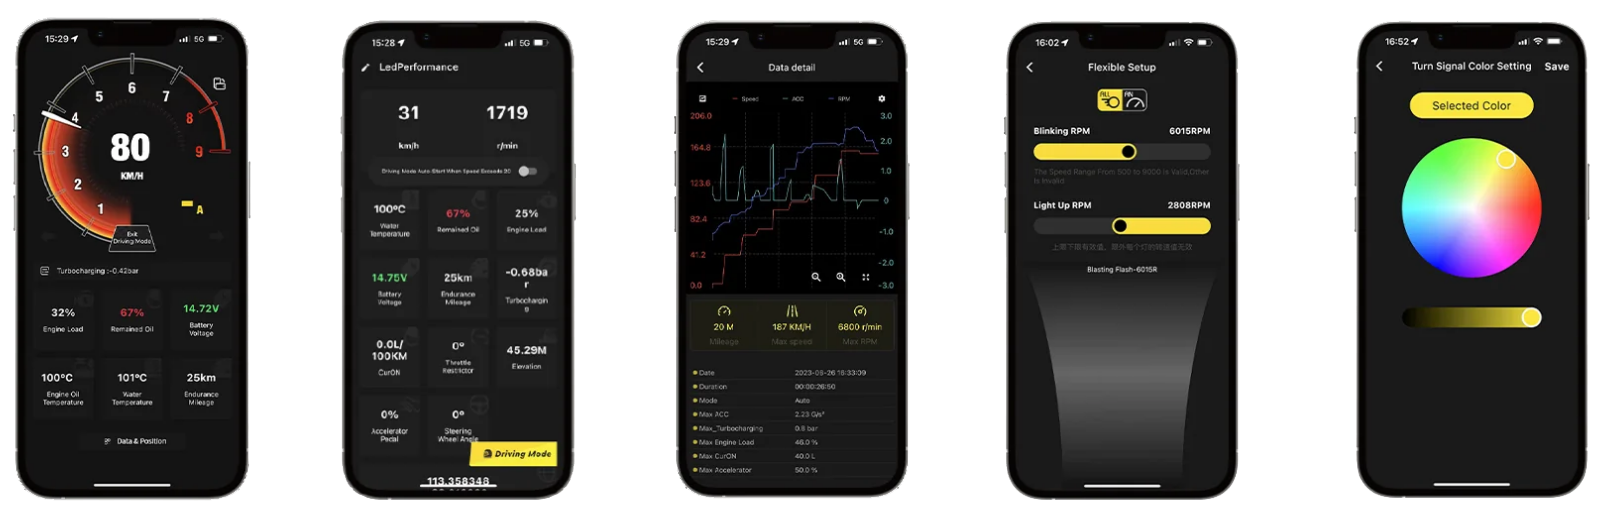 15:29
5G
6
5
7
4
8
3
9
80
KM/H
2
A
1
Exit
Driving Mode
Turbocharging :-0.42bar
32%
67%
14.72V
Engine Load
Remained Oil
Battery
Voltage
100°C
101°C
25km
Engine Oil
Temperature
Water
Temperature
Endurance
Mileage
Data & Position
15:28
5G
LedPerformance
31
1719
km/h
r/min
Driving Mode Auto-Start When Speed Exceeds 30
100°C
67%
25%
Water
Temperature
Remained Oil
Engine Load
14.75V
25km
-0.68ba
r
Battery
Voltage
Endurance
Mileage
Turbochargin
g
0.0L/
100KM
0°
45.29M
CurON
Throttle
Restrictor
Elevation
0%
0°
Accelerator
Pedal
Steering
Wheel Angle
Driving Mode
113.358348
15:29
5G
Data detail
Speed
ACC
RPM
206.0
3.0
164.8
2.0
123.6
1.0
82.4
0
-1.0
41.2
-2.0
0.0
-3.0
20 M
187 KM/H
6800 r/min
Mileage
Max speed
Max RPM
Date
2023-08-26 16:33:09
Duration
00:00:26:50
Mode
Auto
Max ACC
2.23 G/s²
Max_Turbocharging
0.8 bar
Max Engine Load
46.0 %
Max CurON
40.0 L
Max Accelerator
50.0 %
16:02
Flexible Setup
Blinking RPM
6015RPM
The Speed Range From 500 to 9000 is Valid,Other
Is Invalid
Light Up RPM
2808RPM
Blasting Flash-6015R
16:52
Turn Signal Color Setting
Save
Selected Color